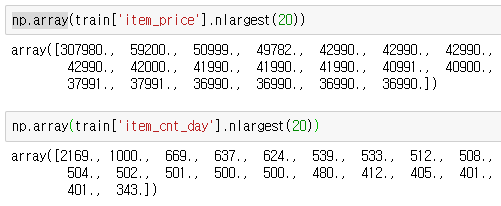 np.array(train['item_price'].nlargest(20))
array([307980., 59200., 50999., 49782., 42990., 42990., 42990.,
42990., 42000., 41990., 41990., 41990., 40991., 40900.,
37991., 37991., 36990., 36990., 36990., 36990.])
np.array(train['item_cnt_day'].nlargest(20))
array([2169., 1000., 669., 637., 624., 539., 533., 512., 508.,
504., 502., 501., 500., 500., 480., 412., 405., 401.,
401., 343.])